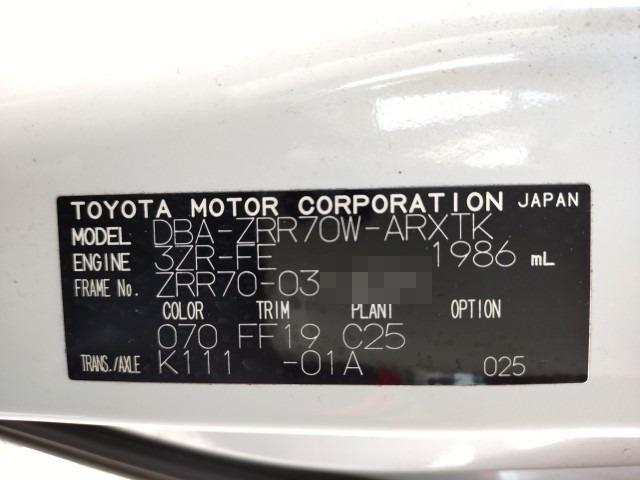 TOYOTA MOTOR CORPORATION JAPAN
MODEL DBA-ZRR70W-ARXTK
ENGINE 3ZR-FE 1986 mL
FRAME No. ZRR70-03
COLOR TRIM PLANT OPTION
070 FF19 C25
TRANS./AXLE K111 -01A 025